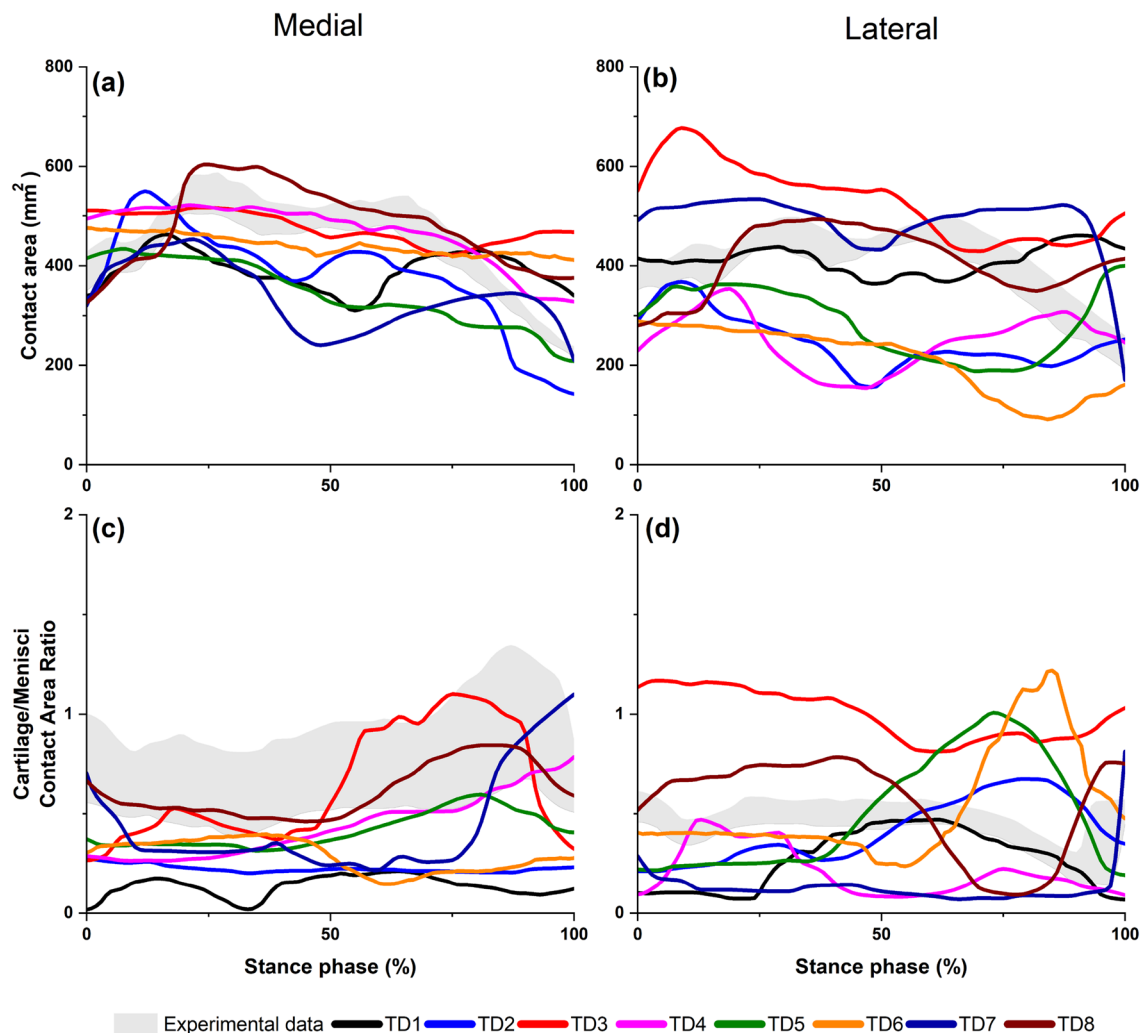 Medial
Lateral
(a)
(b)
Contact area (mm²)
800
600
400
200
0
0
50
100
800
600
400
200
0
0
50
100
(c)
(d)
Cartilage/Menisci
Contact Area Ratio
2
1
0
0
50
100
2
1
0
0
50
100
Stance phase (%)
Stance phase (%)
Experimental data TD1 TD2 TD3 TD4 TD5 TD6 TD7 TD8